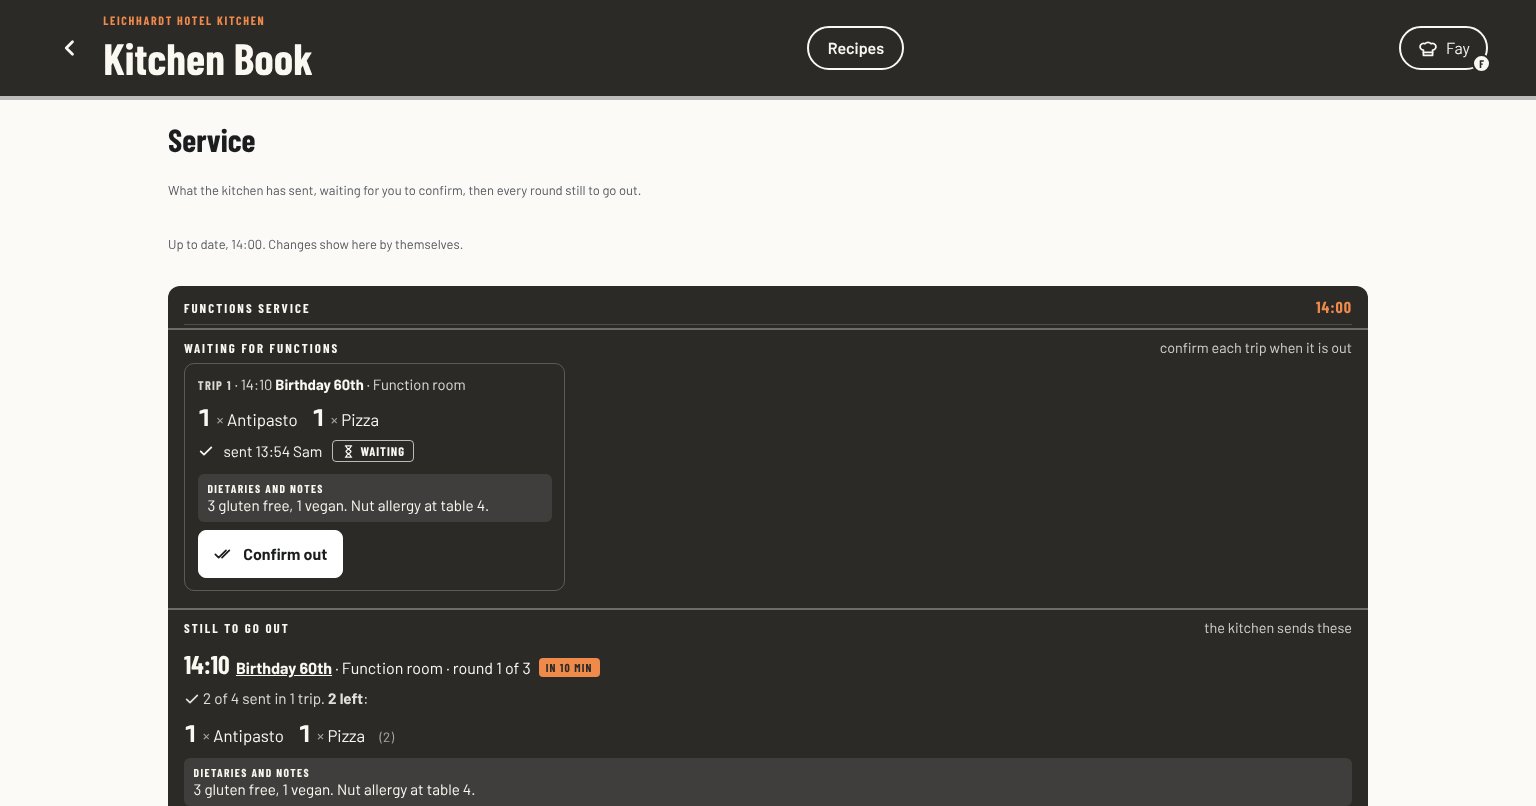 LEICHHARDT HOTEL KITCHEN
Kitchen Book
Recipes
Fay
F
Service
What the kitchen has sent, waiting for you to confirm, then every round still to go out.
Up to date, 14:00. Changes show here by themselves.
FUNCTIONS SERVICE 14:00
WAITING FOR FUNCTIONS confirm each trip when it is out
TRIP 1 · 14:10 Birthday 60th · Function room
1 × Antipasto 1 × Pizza
sent 13:54 Sam WAITING
DIETARIES AND NOTES
3 gluten free, 1 vegan. Nut allergy at table 4.
Confirm out
STILL TO GO OUT the kitchen sends these
14:10 Birthday 60th · Function room · round 1 of 3 IN 10 MIN
2 of 4 sent in 1 trip. 2 left:
1 × Antipasto 1 × Pizza (2)
DIETARIES AND NOTES
3 gluten free, 1 vegan. Nut allergy at table 4.